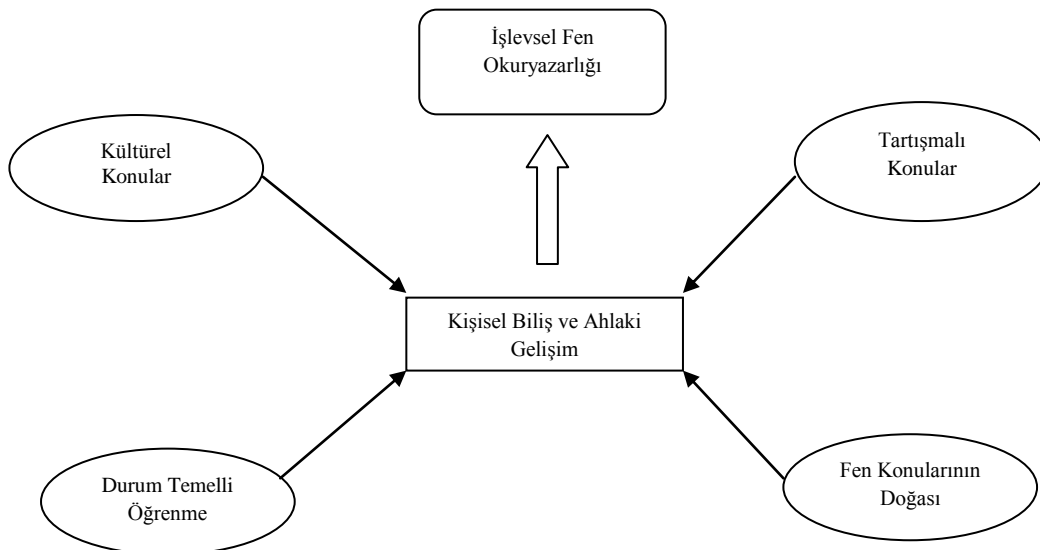 İşlevsel Fen
Okuryazarlığı
Kültürel
Konular
Tartışmalı
Konular
Kişisel Biliş ve Ahlaki
Gelişim
Durum Temelli
Öğrenme
Fen Konularının
Doğası